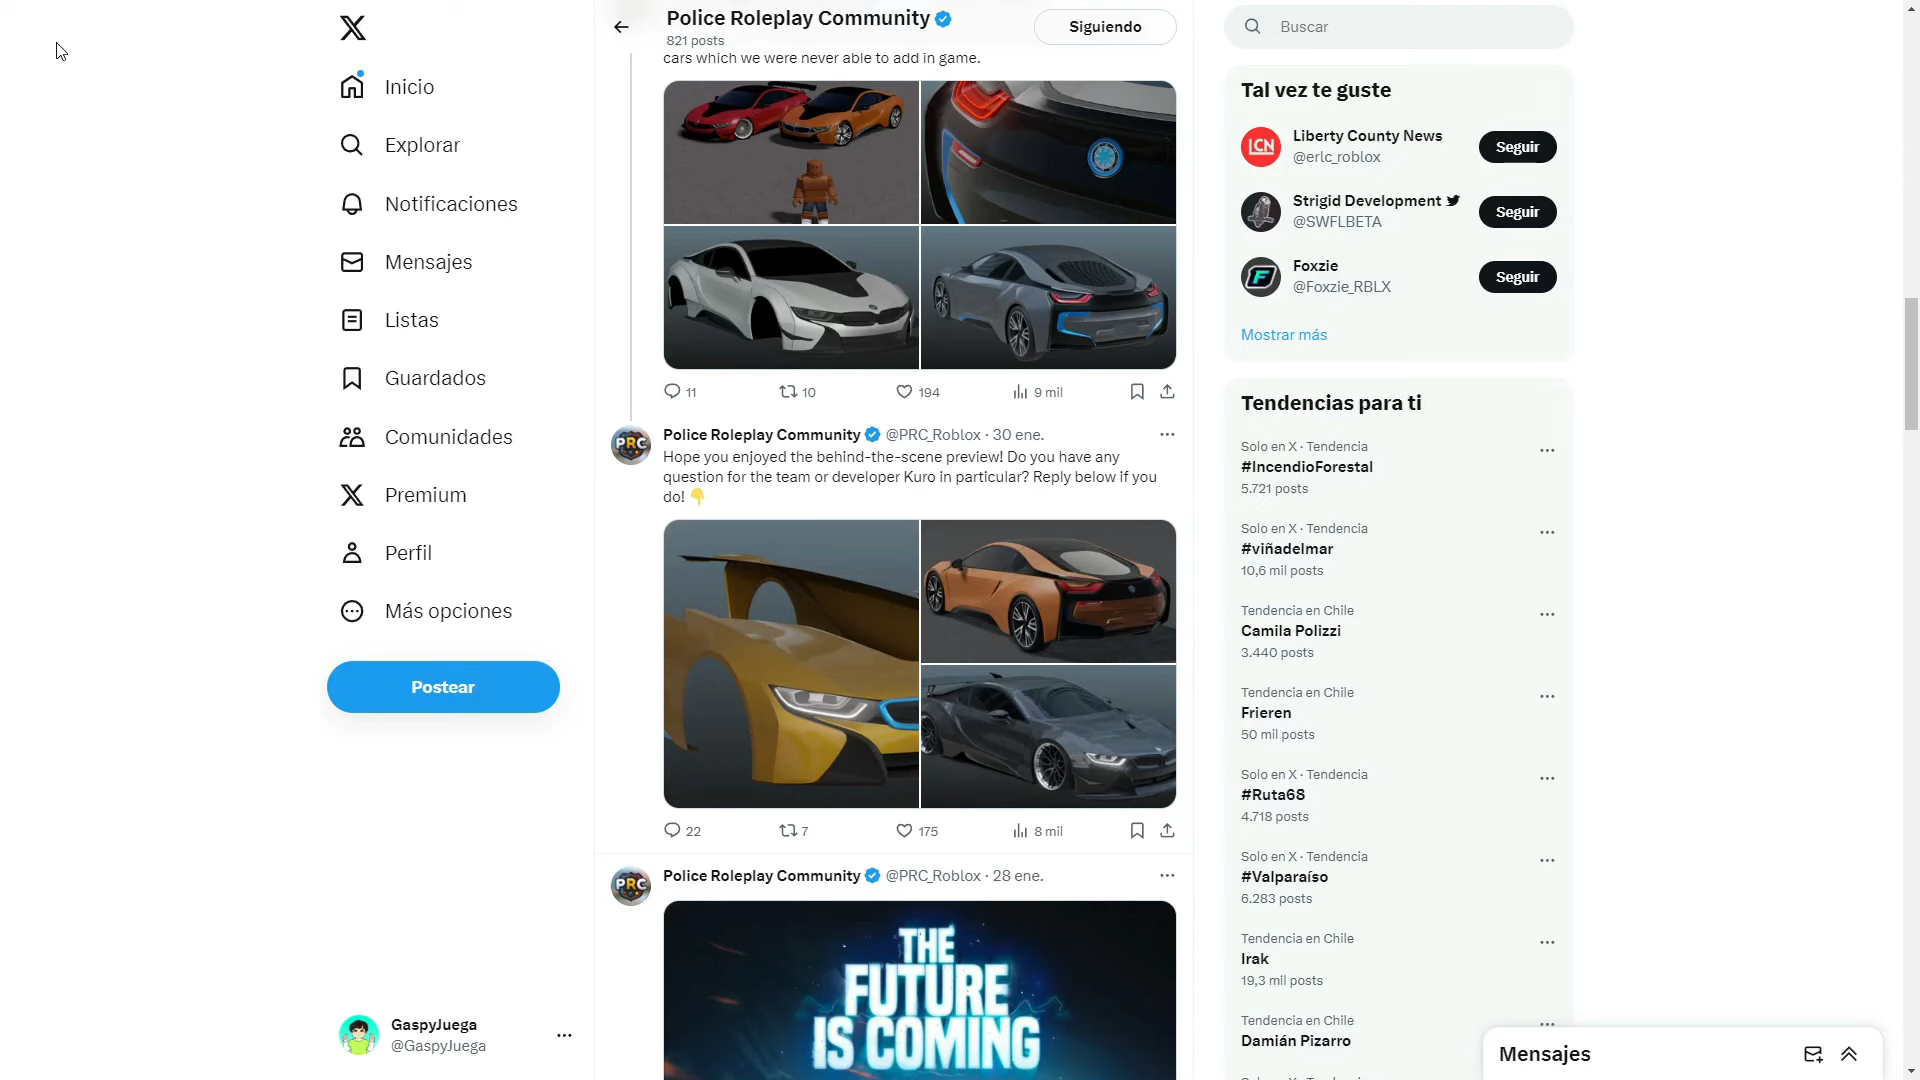 Inicio
Explorar
Notificaciones
Mensajes
Listas
Guardados
Comunidades
Premium
Perfil
Más opciones
Postear
GaspyJuega
@GaspyJuega
Police Roleplay Community
821 posts
Siguiendo
cars which we were never able to add in game.
11
10
194
9 mil
PRC
Police Roleplay Community @PRC_Roblox · 30 ene.
Hope you enjoyed the behind-the-scene preview! Do you have any
question for the team or developer Kuro in particular? Reply below if you
do! 👇
22
7
175
8 mil
PRC
Police Roleplay Community @PRC_Roblox · 28 ene.
THE
FUTURE
IS COMING
Buscar
Tal vez te guste
LCN
Liberty County News
@erlc_roblox
Seguir
Strigid Development
@SWFLBETA
Seguir
F
Foxzie
@Foxzie_RBLX
Seguir
Mostrar más
Tendencias para ti
Solo en X · Tendencia
#IncendioForestal
5.721 posts
Solo en X · Tendencia
#viñadelmar
10,6 mil posts
Tendencia en Chile
Camila Polizzi
3.440 posts
Tendencia en Chile
Frieren
50 mil posts
Solo en X · Tendencia
#Ruta68
4.718 posts
Solo en X · Tendencia
#Valparaíso
6.283 posts
Tendencia en Chile
Irak
19,3 mil posts
Tendencia en Chile
Damián Pizarro
Mensajes